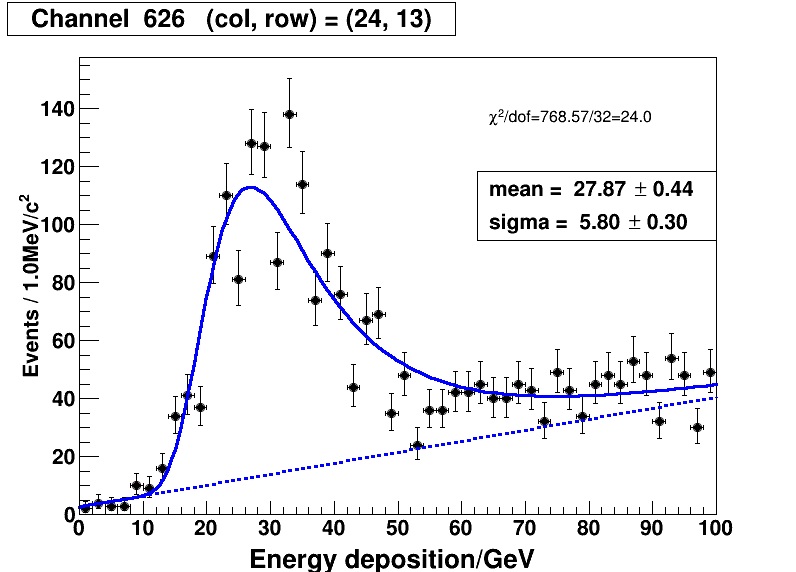 Channel  626   (col, row) = (24, 13)
χ²/dof=768.57/32=24.0
mean =  27.87 ± 0.44
sigma =  5.80 ± 0.30
Events / 1.0MeV/c²
140
120
100
80
60
40
20
0
0 10 20 30 40 50 60 70 80 90 100
Energy deposition/GeV